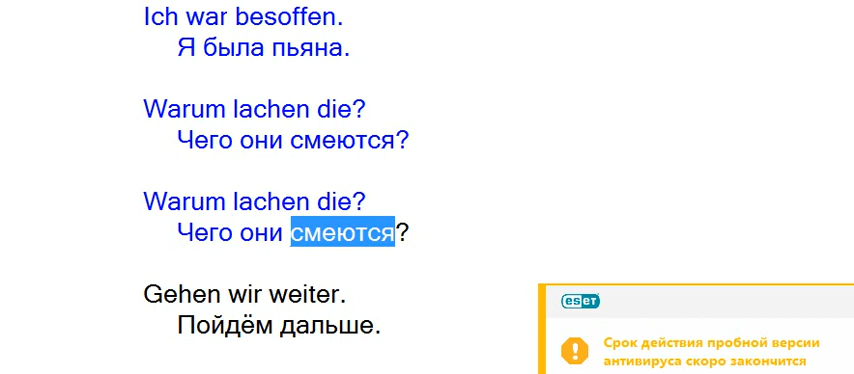 Ich war besoffen.
Я была пьяна.
Warum lachen die?
Чего они смеются?
Warum lachen die?
Чего они смеются?
Gehen wir weiter.
Пойдём дальше.
eset
Срок действия пробной версии
антивируса скоро закончится